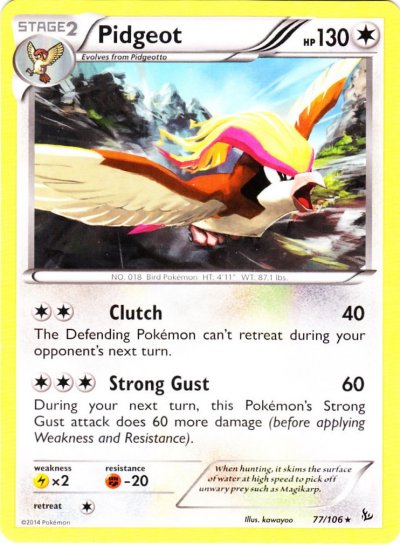 STAGE2
Pidgeot
HP130
Evolves from Pidgeotto
NO. 018 Bird Pokémon HT: 4'11" WT: 87.1 lbs.
Clutch 40
The Defending Pokémon can't retreat during your
opponent's next turn.
Strong Gust 60
During your next turn, this Pokémon's Strong
Gust attack does 60 more damage (before applying
Weakness and Resistance).
weakness
×2
resistance
-20
retreat
When hunting, it skims the surface
of water at high speed to pick off
unwary prey such as Magikarp.
©2014 Pokémon
Illus. kawayoo
77/106 ★